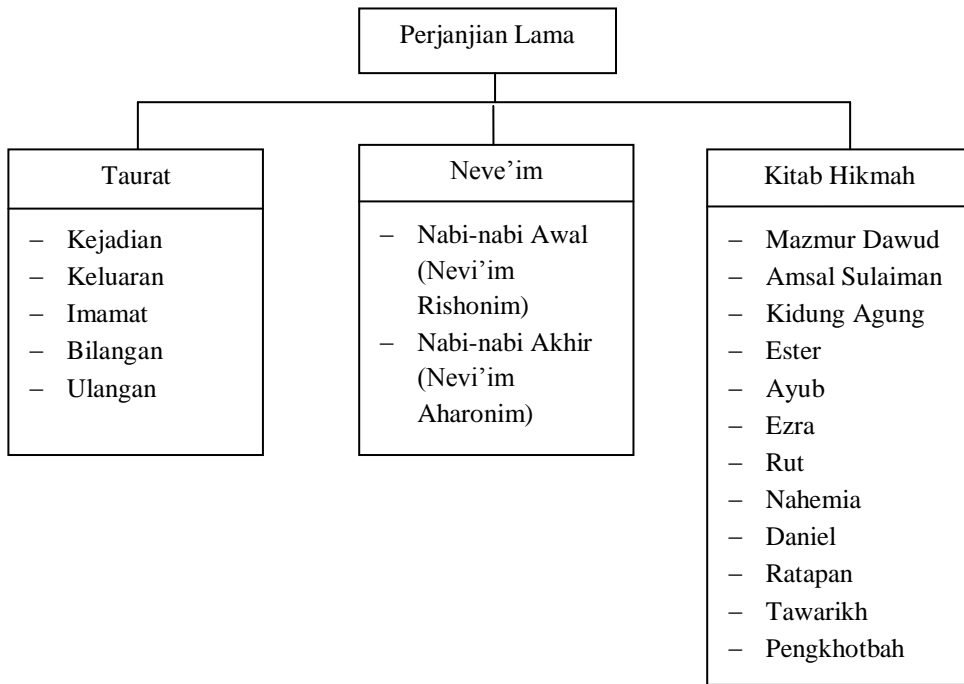 Perjanjian Lama
Taurat
– Kejadian
– Keluaran
– Imamat
– Bilangan
– Ulangan
Neve’im
– Nabi-nabi Awal
(Nevi’im
Rishonim)
– Nabi-nabi Akhir
(Nevi’im
Aharonim)
Kitab Hikmah
– Mazmur Dawud
– Amsal Sulaiman
– Kidung Agung
– Ester
– Ayub
– Ezra
– Rut
– Nahemia
– Daniel
– Ratapan
– Tawarikh
– Pengkhotbah